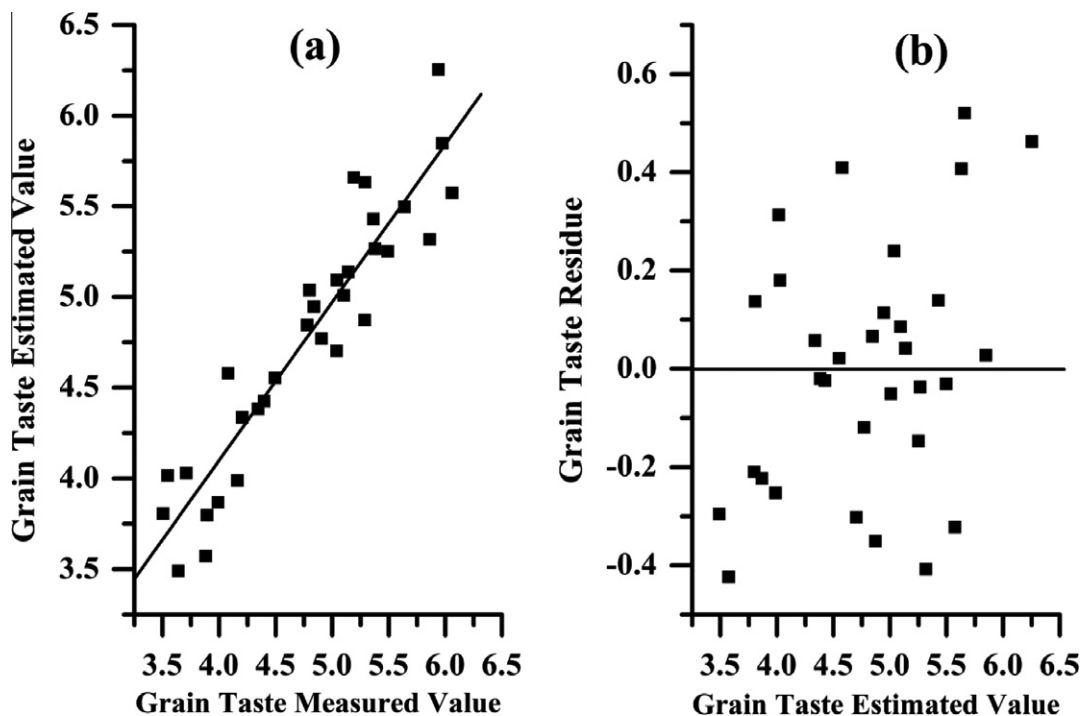 (a)
Grain Taste Estimated Value
6.5
6.0
5.5
5.0
4.5
4.0
3.5
3.5 4.0 4.5 5.0 5.5 6.0 6.5
Grain Taste Measured Value
(b)
Grain Taste Residue
0.6
0.4
0.2
0.0
-0.2
-0.4
3.5 4.0 4.5 5.0 5.5 6.0 6.5
Grain Taste Estimated Value